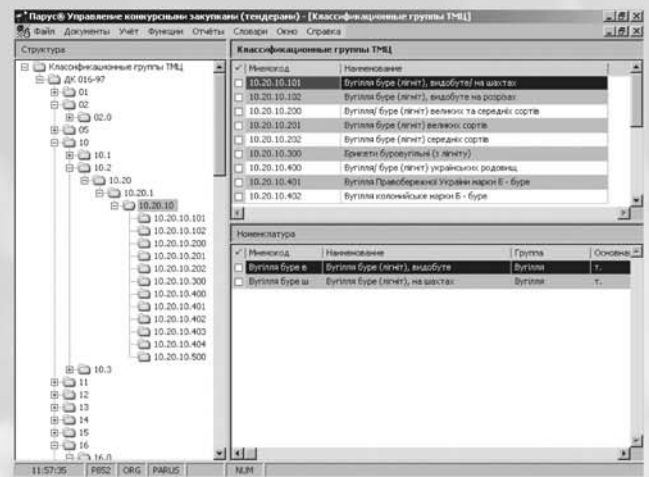 Парус® Управление конкурсными закупками (тендерами) - [Классификационные группы ТМЦ]
Файл Документы Учёт Функции Отчёты Словари Окно Справка
Структура
Классификационные группы ТМЦ
ДК 016-97
01
02
02.0
05
10
10.1
10.2
10.20
10.20.1
10.20.10
10.20.10.101
10.20.10.102
10.20.10.200
10.20.10.201
10.20.10.202
10.20.10.300
10.20.10.400
10.20.10.401
10.20.10.402
10.20.10.403
10.20.10.404
10.20.10.500
10.3
11
12
13
14
15
16
16.0
Классификационные группы ТМЦ
Мнемокод Наименование
10.20.10.101 Вугілля буре (лігніт), видобуте/ на шахтах
10.20.10.102 Вугілля буре (лігніт), видобуте на розрізах
10.20.10.200 Вугілля/ буре (лігніт) великих та середніх сортів
10.20.10.201 Вугілля буре (лігніт) великих сортів
10.20.10.202 Вугілля буре (лігніт) середніх сортів
10.20.10.300 Брикети буровугільні (з лігніту)
10.20.10.400 Вугілля/ буре (лігніт) українських родовищ
10.20.10.401 Вугілля Правобережної України марки Б - буре
10.20.10.402 Вугілля коломийське марки Б - буре
Номенклатура
Мнемокод Наименование Группа Основна
Вугілля буре в Вугілля буре (лігніт), видобуте Вугілля т.
Вугілля буре ш Вугілля буре (лігніт), на шахтах Вугілля т.
11:57:35 P852 ORG PARUS NUM